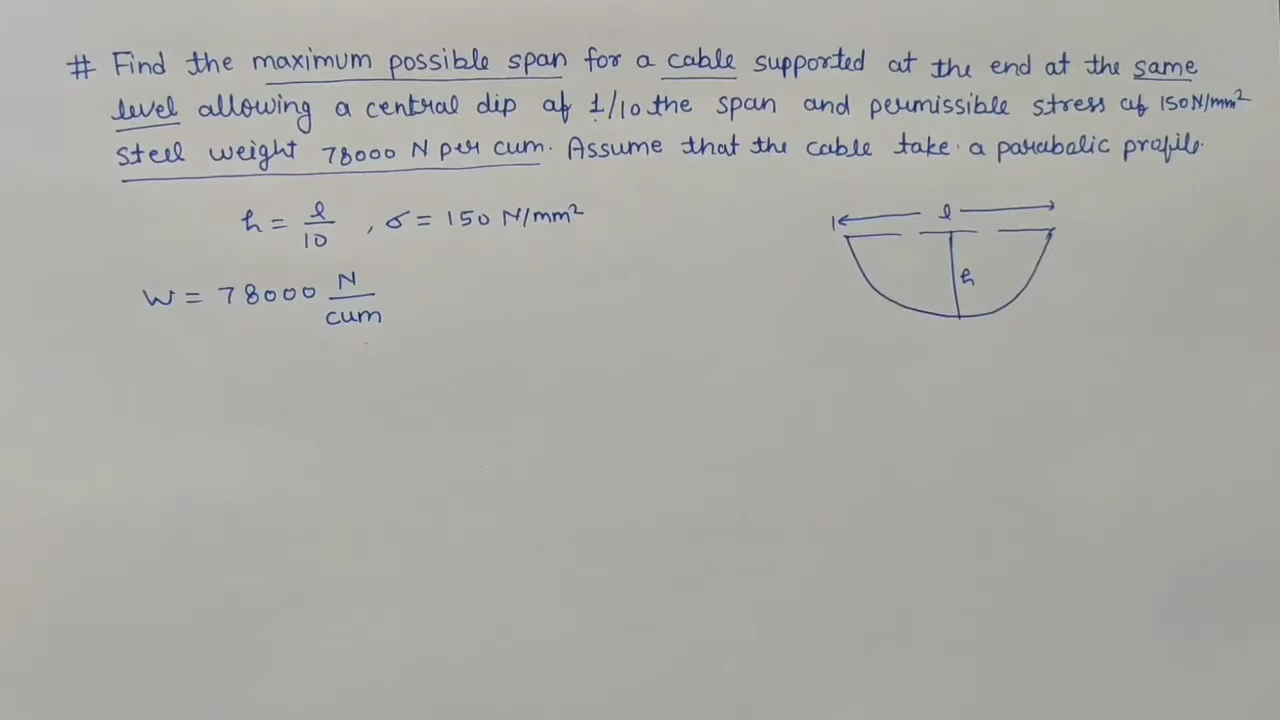 # Find the maximum possible span for a cable supported at the end at the same
level allowing a central dip of 1/10 the span and permissible stress of 150N/mm²
Steel weight 78000 N per cum. Assume that the cable take a parabolic profile.
h = l/10 , σ = 150 N/mm²
l
h
W = 78000 N/cum